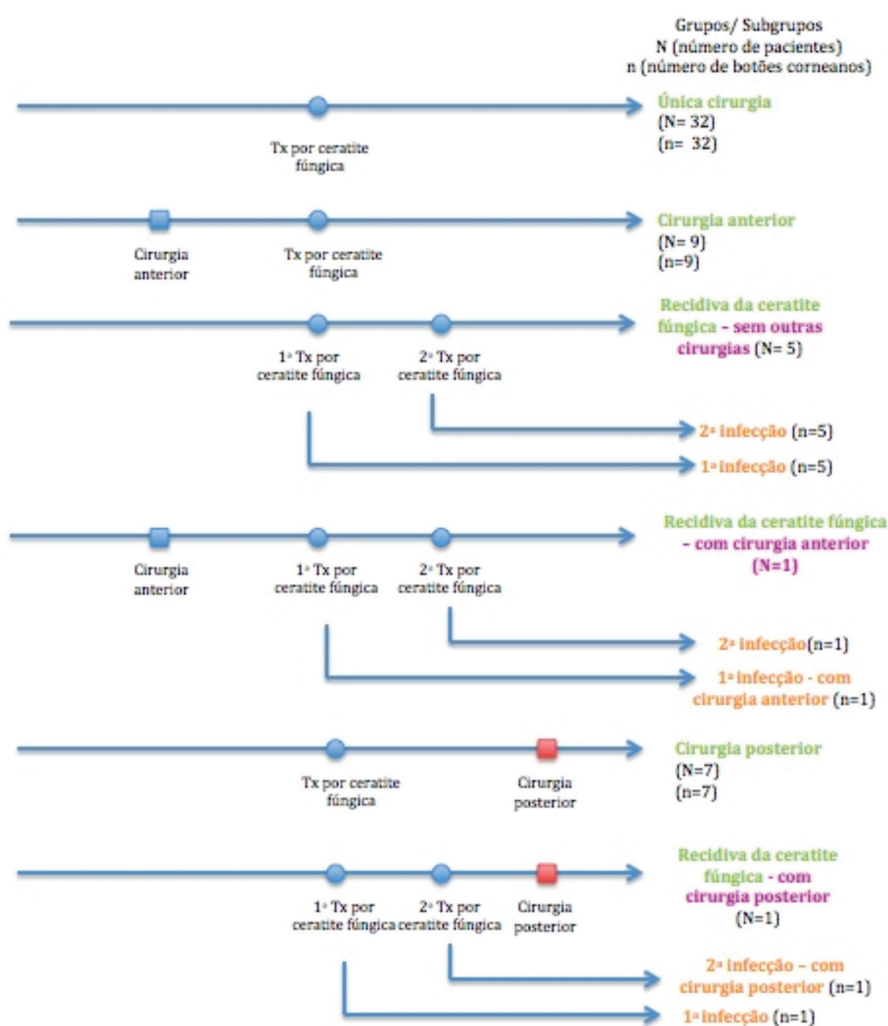 Grupos/ Subgrupos
N (número de pacientes)
n (número de botões corneanos)
Única cirurgia
(N= 32)
(n= 32)
Tx por ceratite
fúngica
Cirurgia anterior
(N= 9)
(n=9)
Cirurgia
anterior
Tx por ceratite
fúngica
Recidiva da ceratite
fúngica – sem outras
cirurgias (N= 5)
1ª Tx por
ceratite fúngica
2ª Tx por
ceratite fúngica
2ª infecção (n=5)
1ª infecção (n=5)
Recidiva da ceratite fúngica
– com cirurgia anterior
(N=1)
Cirurgia
anterior
1ª Tx por
ceratite fúngica
2ª Tx por
ceratite fúngica
2ª infecção(n=1)
1ª infecção - com
cirurgia anterior (n=1)
Cirurgia posterior
(N=7)
(n=7)
Tx por ceratite
fúngica
Cirurgia
posterior
Recidiva da ceratite
fúngica - com
cirurgia posterior
(N=1)
1ª Tx por
ceratite fúngica
2ª Tx por
ceratite fúngica
Cirurgia
posterior
2ª infecção – com
cirurgia posterior (n=1)
1ª infecção (n=1)